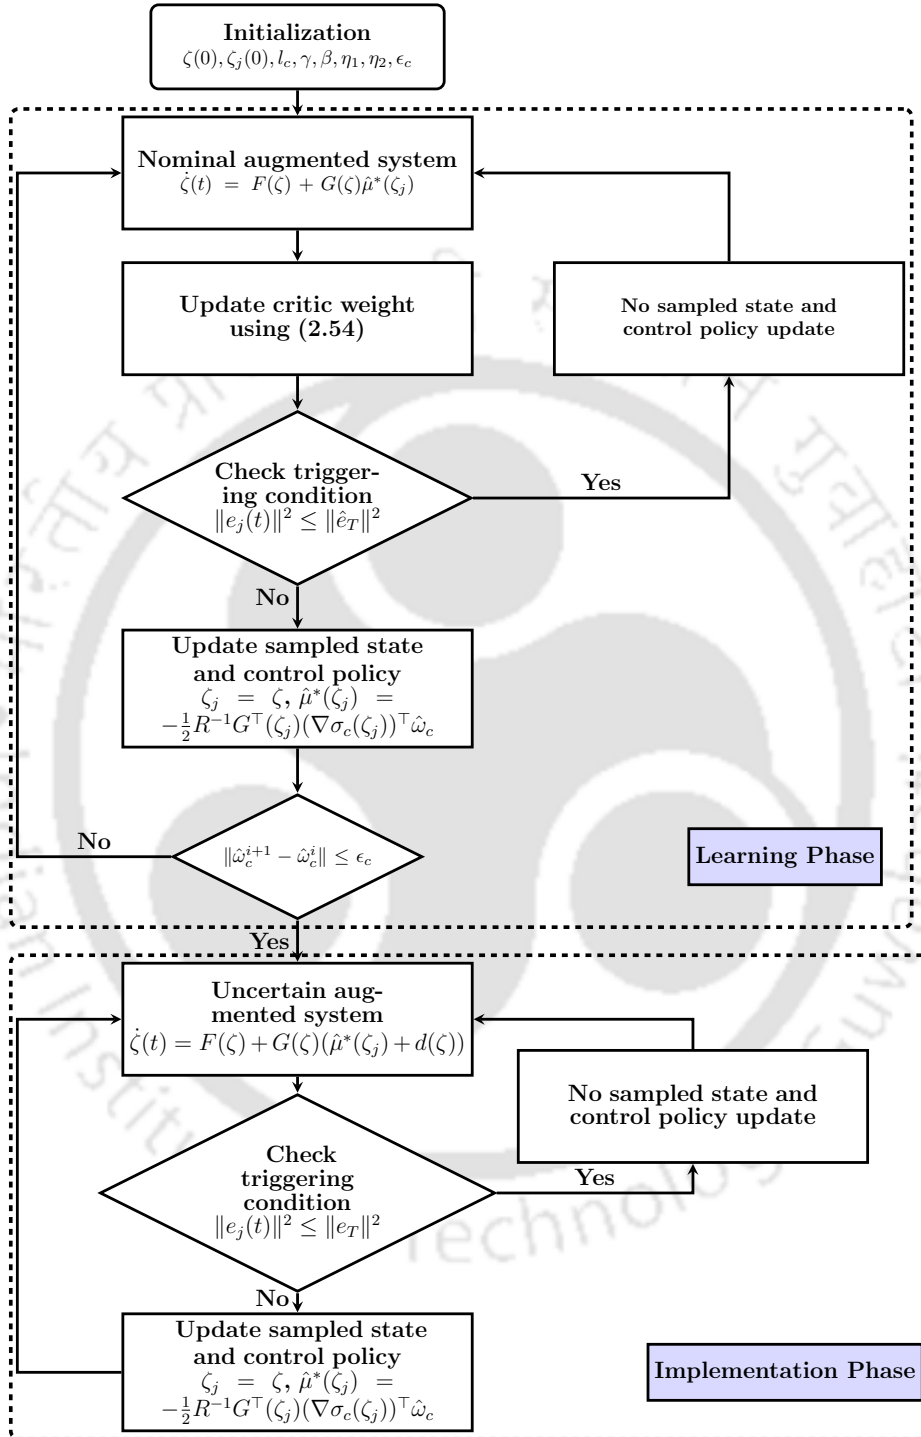 Initialization
ζ(0), ζ_j(0), l_c, γ, β, η_1, η_2, ϵ_c
Nominal augmented system
ζ̇(t) = F(ζ) + G(ζ)μ̂*(ζ_j)
Update critic weight
using (2.54)
No sampled state and
control policy update
Check trigger-
ing condition
‖e_j(t)‖² ≤ ‖ê_T‖²
Yes
No
Update sampled state
and control policy
ζ_j = ζ, μ̂*(ζ_j) =
−½R⁻¹G^⊤(ζ_j)(∇σ_c(ζ_j))^⊤ω̂_c
No
‖ω̂_c^{i+1} − ω̂_c^i‖ ≤ ϵ_c
Learning Phase
Yes
Uncertain aug-
mented system
ζ̇(t) = F(ζ) + G(ζ)(μ̂*(ζ_j) + d(ζ))
No sampled state and
control policy update
Check
triggering
condition
‖e_j(t)‖² ≤ ‖e_T‖²
Yes
No
Update sampled state
and control policy
ζ_j = ζ, μ̂*(ζ_j) =
−½R⁻¹G^⊤(ζ_j)(∇σ_c(ζ_j))^⊤ω̂_c
Implementation Phase
Technolog